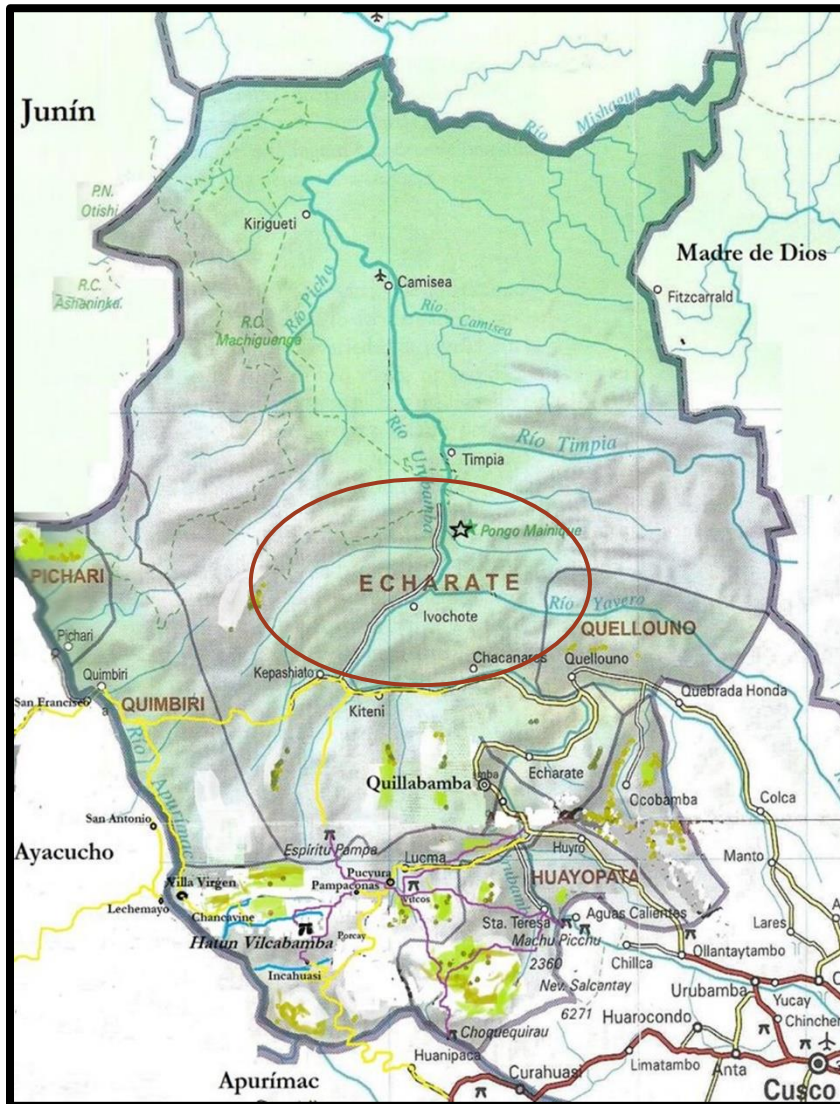 Junín
Río
Mishagua
P.N.
Otishi
Kirigueti
Madre de Dios
R.C.
Ashaninka
Camisea
Fitzcarrald
Río Picha
Río
Camisea
R.C.
Machiguenga
Río Urubamba
Río Timpia
Timpia
Pongo Mainique
PICHARI
ECHARATE
Ivochote
Río Yavero
QUELLOUNO
Pichari
Chacanares
Quellouno
Quimbiri
Kepashiato
San Francisco
QUIMBIRI
Kiteni
Quebrada Honda
Río Apurímac
Echarate
Quillabamba
Ccobamba
Colca
San Antonio
Huyro
Ayacucho
Espíritu Pampa
Lucma
Manto
Pucyura
HUAYOPATA
Villa Virgen
Pampaconas
Vitcos
Lechemayo
Chancavine
Sta. Teresa
Aguas Calientes
Lares
Porcay
Machu Picchu
Hatun Vilcabamba
Ollantaytambo
Chillca
2360
Incahuasi
Nev. Salcantay
Urubamba
Yucay
6271
Huarocondo
Chincher
Choquequirau
Huanipaca
Limatambo
Anta
Apurímac
Curahuasi
Cusco